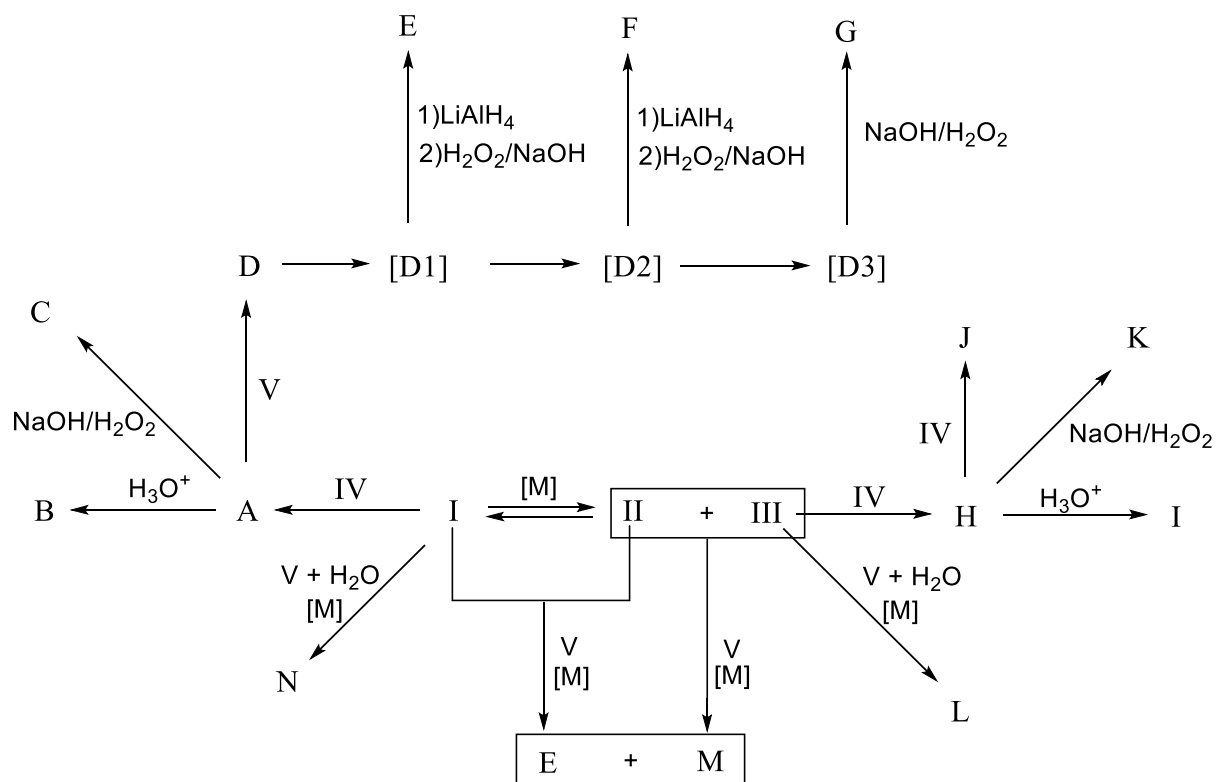 E
F
G
1)LiAlH4
2)H2O2/NaOH
1)LiAlH4
2)H2O2/NaOH
NaOH/H2O2
D
[D1]
[D2]
[D3]
C
J
K
V
NaOH/H2O2
IV
NaOH/H2O2
B
H3O+
A
IV
I
[M]
II + III
IV
H
H3O+
I
V + H2O
[M]
V + H2O
[M]
V
[M]
V
[M]
N
L
E + M